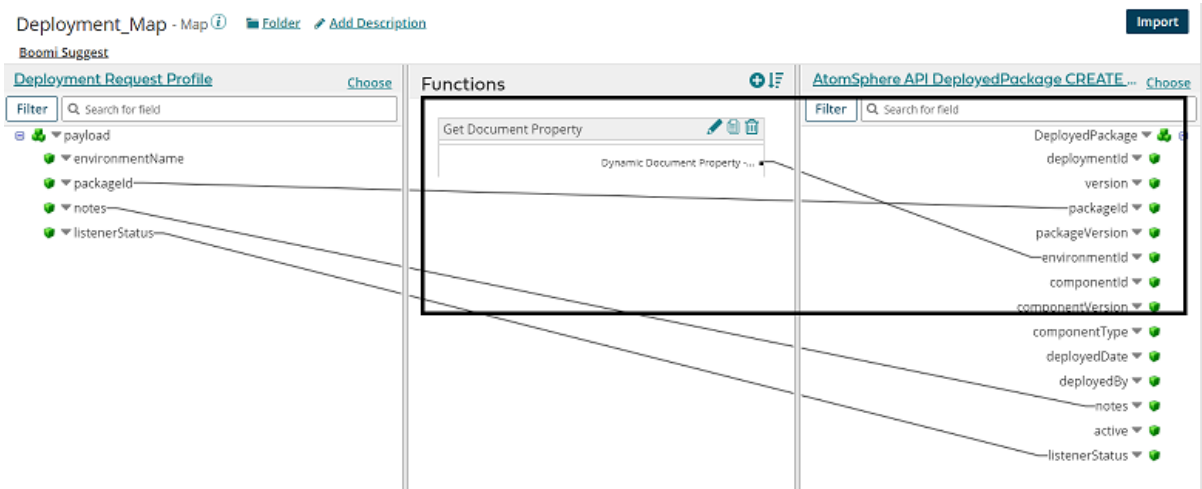 Deployment_Map - Map i Folder Add Description Import
Boomi Suggest
Deployment Request Profile Choose
Filter Search for field
payload
environmentName
packageId
notes
listenerStatus
Functions
Get Document Property
Dynamic Document Property -...
AtomSphere API DeployedPackage CREATE ... Choose
Filter Search for field
DeployedPackage
deploymentId
version
packageId
packageVersion
environmentId
componentId
componentVersion
componentType
deployedDate
deployedBy
notes
active
listenerStatus